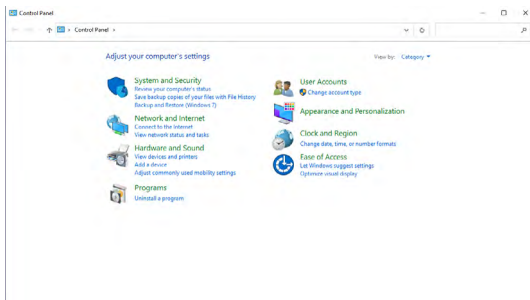 Control Panel
Control Panel
Adjust your computer's settings
View by: Category
System and Security
Review your computer's status
Save backup copies of your files with File History
Backup and Restore (Windows 7)
Network and Internet
Connect to the Internet
View network status and tasks
Hardware and Sound
View devices and printers
Add a device
Adjust commonly used mobility settings
Programs
Uninstall a program
User Accounts
Change account type
Appearance and Personalization
Clock and Region
Change date, time, or number formats
Ease of Access
Let Windows suggest settings
Optimize visual display